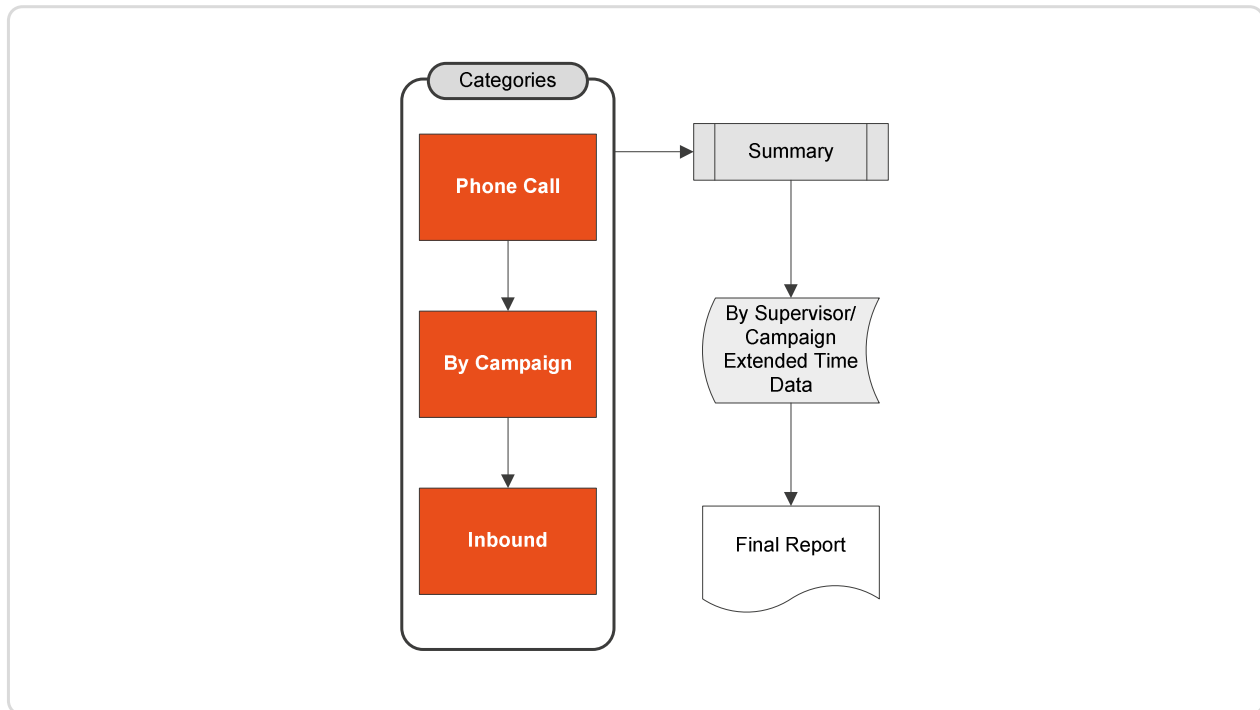 Categories
Phone Call
By Campaign
Inbound
Summary
By Supervisor/
Campaign
Extended Time
Data
Final Report